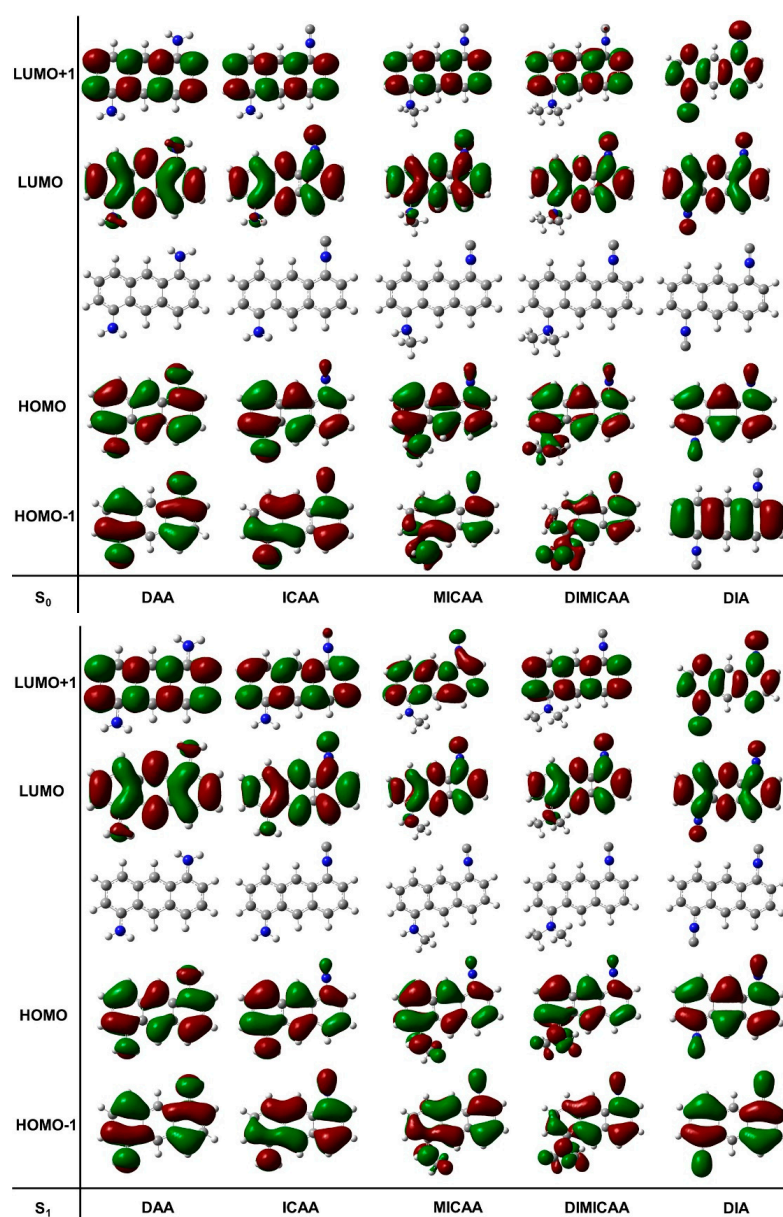 LUMO+1
LUMO
HOMO
HOMO-1
S₀ DAA ICAA MICAA DIMICAA DIA
LUMO+1
LUMO
HOMO
HOMO-1
S₁ DAA ICAA MICAA DIMICAA DIA